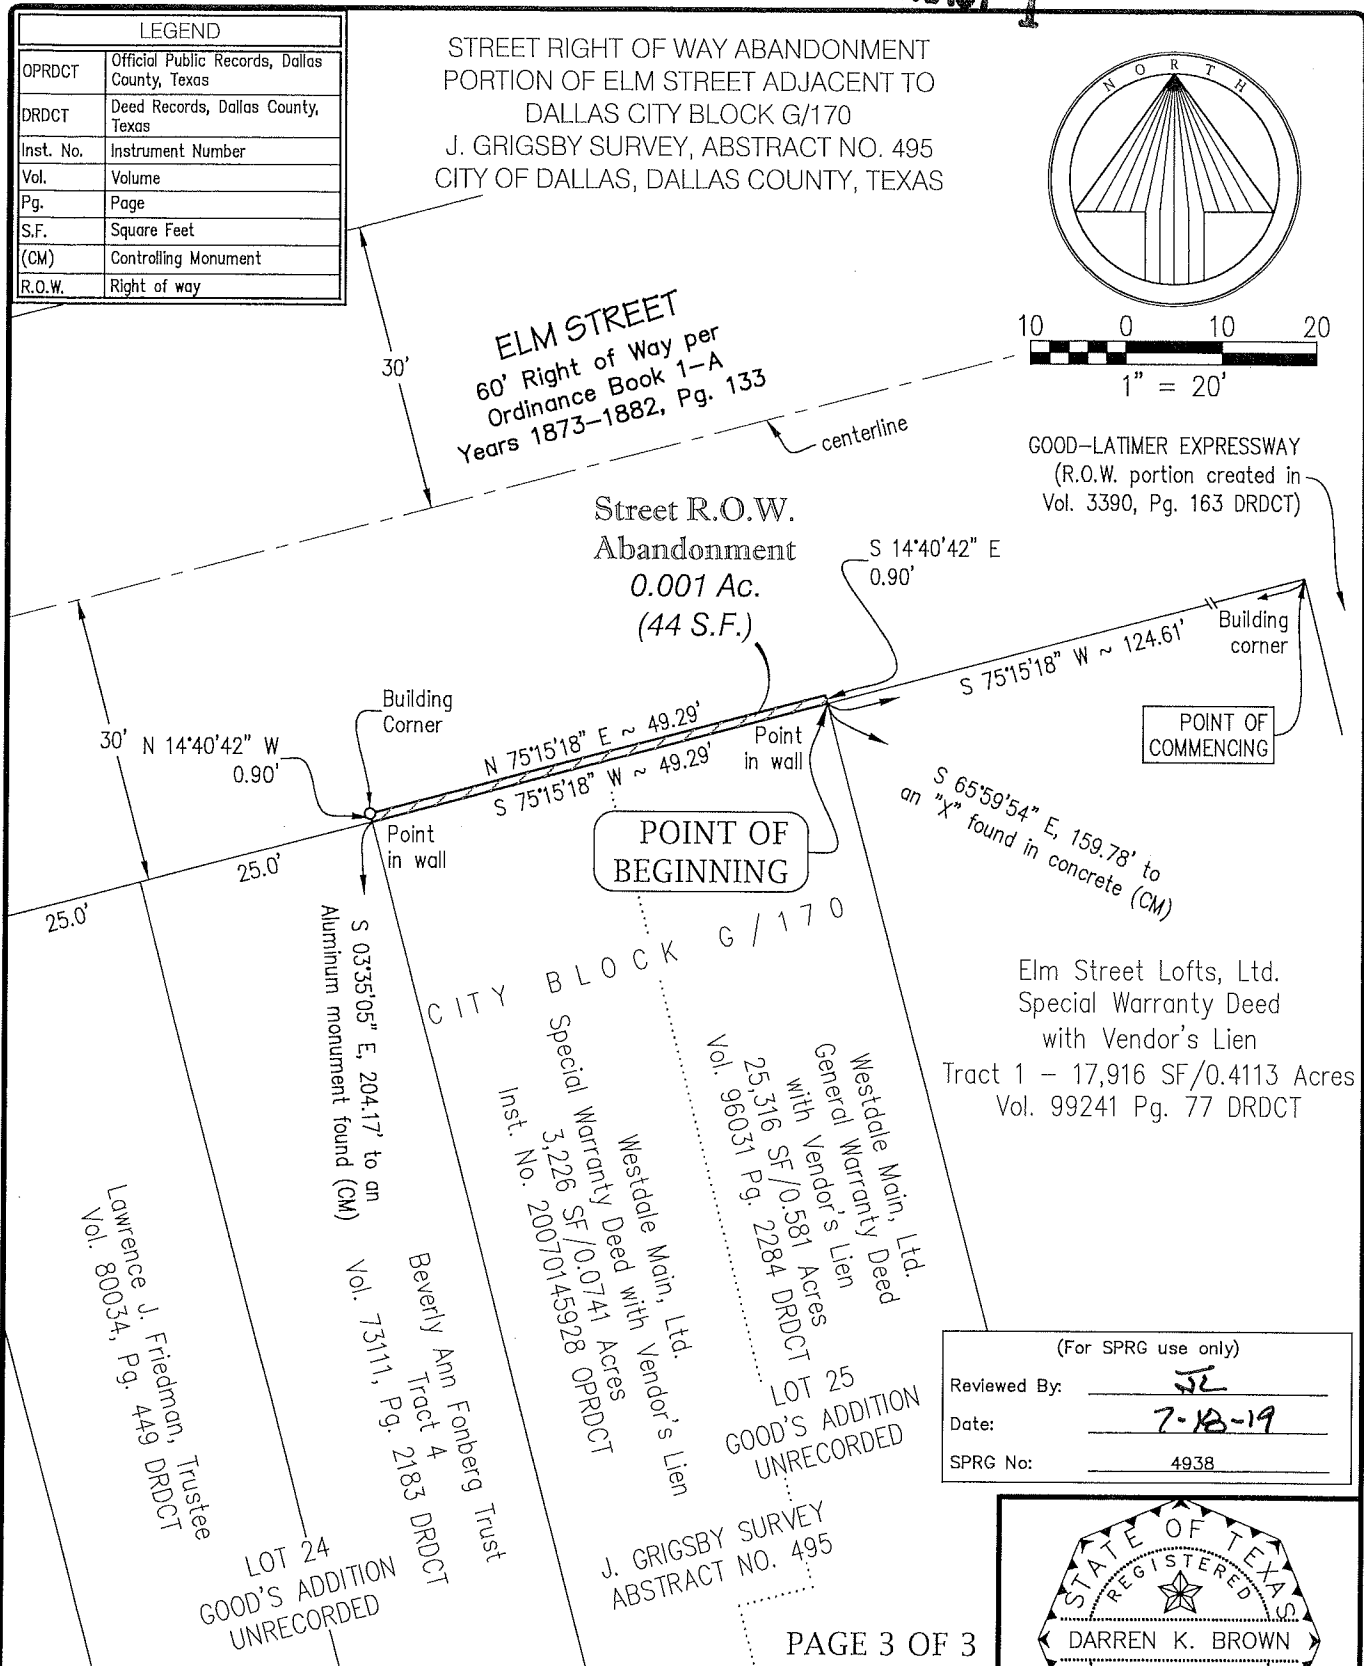 LEGEND
OPRDCT Official Public Records, Dallas County, Texas
DRDCT Deed Records, Dallas County, Texas
Inst. No. Instrument Number
Vol. Volume
Pg. Page
S.F. Square Feet
(CM) Controlling Monument
R.O.W. Right of way
STREET RIGHT OF WAY ABANDONMENT
PORTION OF ELM STREET ADJACENT TO
DALLAS CITY BLOCK G/170
J. GRIGSBY SURVEY, ABSTRACT NO. 495
CITY OF DALLAS, DALLAS COUNTY, TEXAS
NORTH
10 0 10 20
1" = 20'
30'
ELM STREET
60' Right of Way per
Ordinance Book 1-A
Years 1873-1882, Pg. 133
centerline
GOOD-LATIMER EXPRESSWAY
(R.O.W. portion created in
Vol. 3390, Pg. 163 DRDCT)
Street R.O.W.
Abandonment
0.001 Ac.
(44 S.F.)
S 14°40'42" E
0.90'
S 75°15'18" W ~ 124.61'
Building
corner
POINT OF
COMMENCING
Building
Corner
30'
N 14°40'42" W
0.90'
N 75°15'18" E ~ 49.29'
S 75°15'18" W ~ 49.29'
Point
in wall
Point
in wall
POINT OF
BEGINNING
S 65°59'54" E, 159.78' to
an "X" found in concrete (CM)
25.0'
25.0'
S 03°35'05" E, 204.17' to an
Aluminum monument found (CM)
CITY BLOCK G/170
Elm Street Lofts, Ltd.
Special Warranty Deed
with Vendor's Lien
Tract 1 - 17,916 SF/0.4113 Acres
Vol. 99241 Pg. 77 DRDCT
Westdale Main, Ltd.
General Warranty Deed
with Vendor's Lien
25,316 SF/0.581 Acres
Vol. 96031 Pg. 2284 DRDCT
Westdale Main, Ltd.
Special Warranty Deed with Vendor's Lien
3,226 SF/0.0741 Acres
Inst. No. 20070145928 OPRDCT
Beverly Ann Fonberg Trust
Tract 4
Vol. 73111, Pg. 2183 DRDCT
Lawrence J. Friedman, Trustee
Vol. 80034, Pg. 449 DRDCT
LOT 24
GOOD'S ADDITION
UNRECORDED
LOT 25
GOOD'S ADDITION
UNRECORDED
J. GRIGSBY SURVEY
ABSTRACT NO. 495
(For SPRG use only)
Reviewed By: JL
Date: 7-18-19
SPRG No: 4938
STATE OF TEXAS
REGISTERED
DARREN K. BROWN
PAGE 3 OF 3